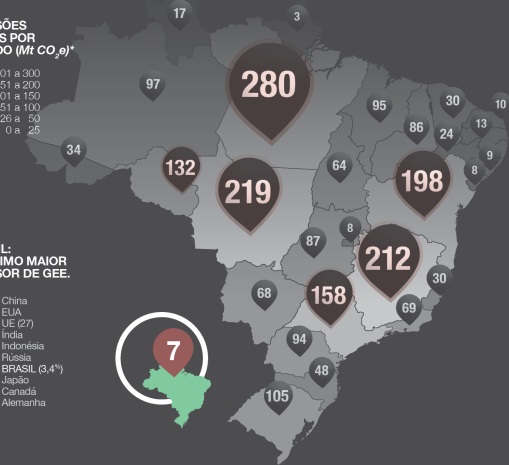 ÕES
S POR
DO (Mt CO₂e)*
01 a 300
51 a 200
01 a 150
51 a 100
26 a 50
0 a 25
17
3
97
280
95
30
10
86
24
13
9
8
34
132
219
64
198
87
8
212
30
68
158
69
94
48
105
L:
IMO MAIOR
SOR DE GEE.
China
EUA
UE (27)
Índia
Indonésia
Rússia
BRASIL (3,4%)
Japão
Canadá
Alemanha
7